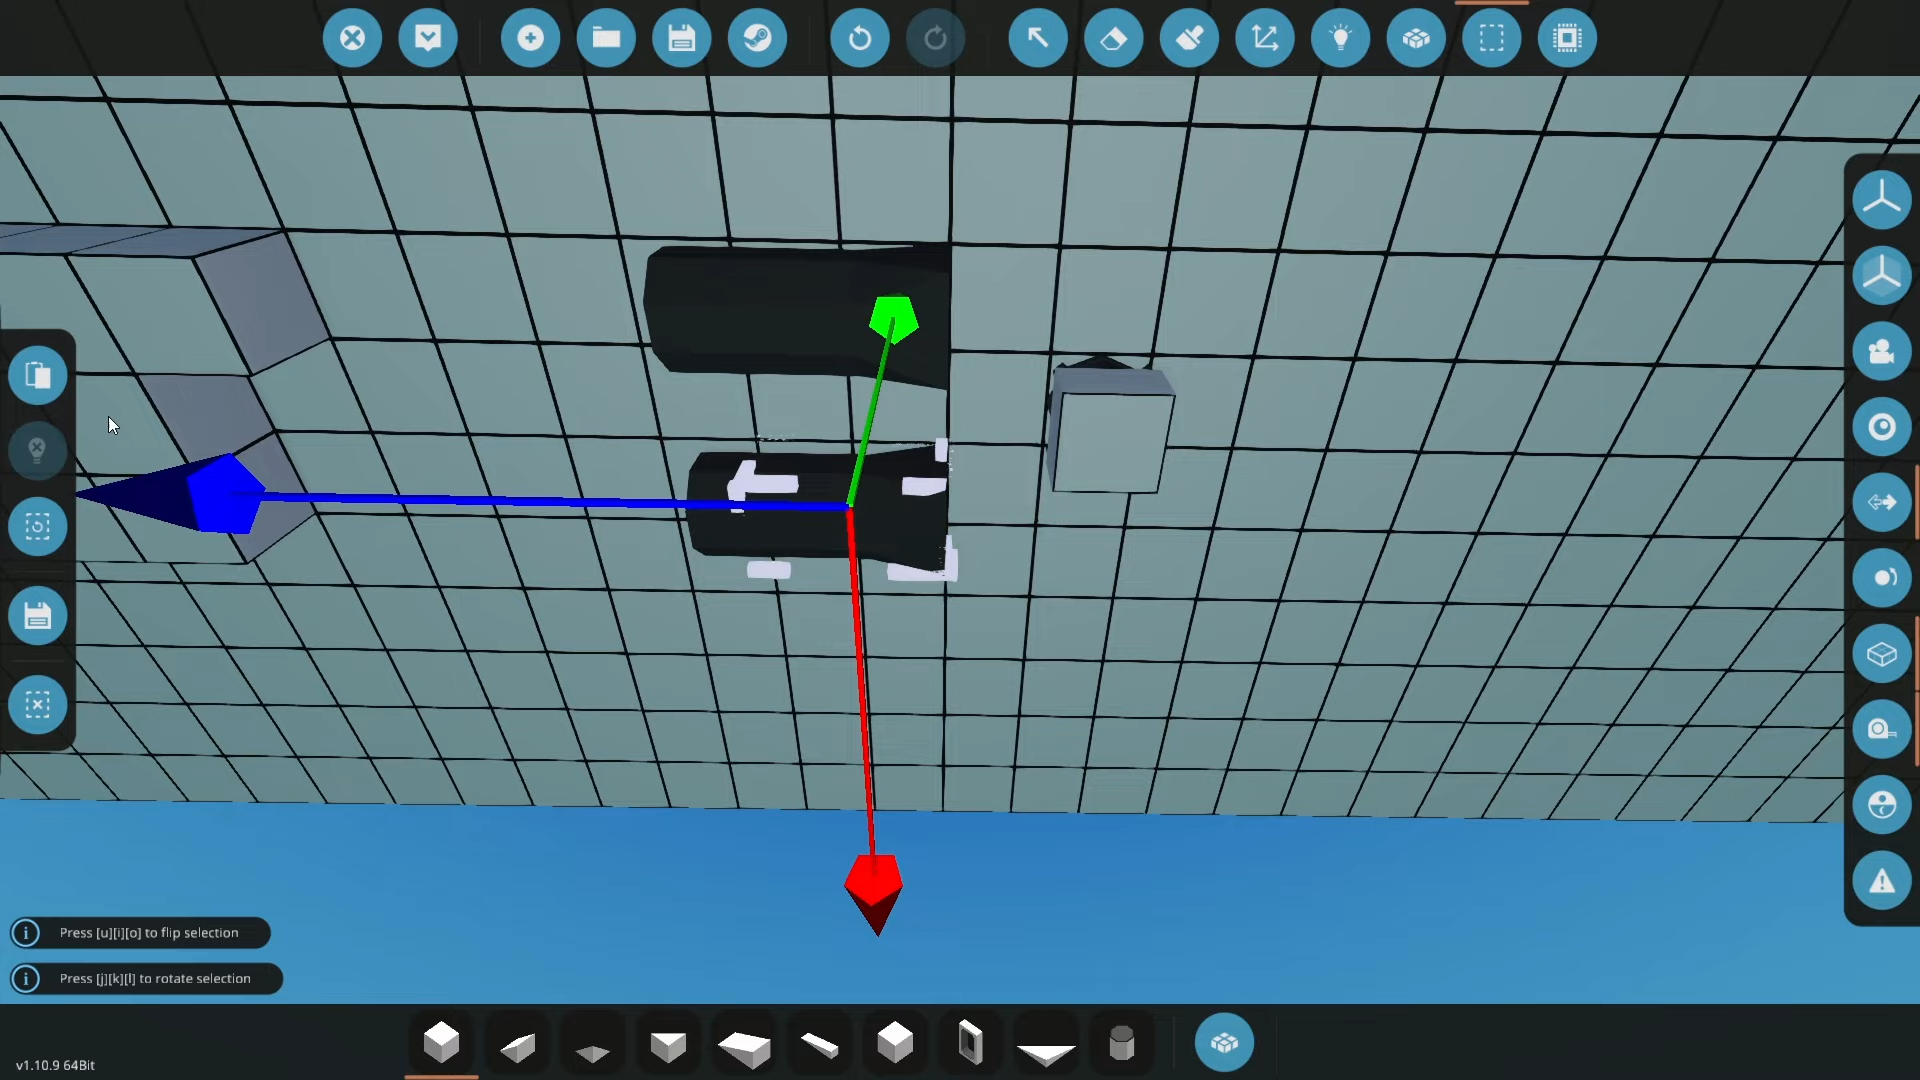 Press [u][i][o] to flip selection
Press [j][k][l] to rotate selection
v1.10.9 64Bit